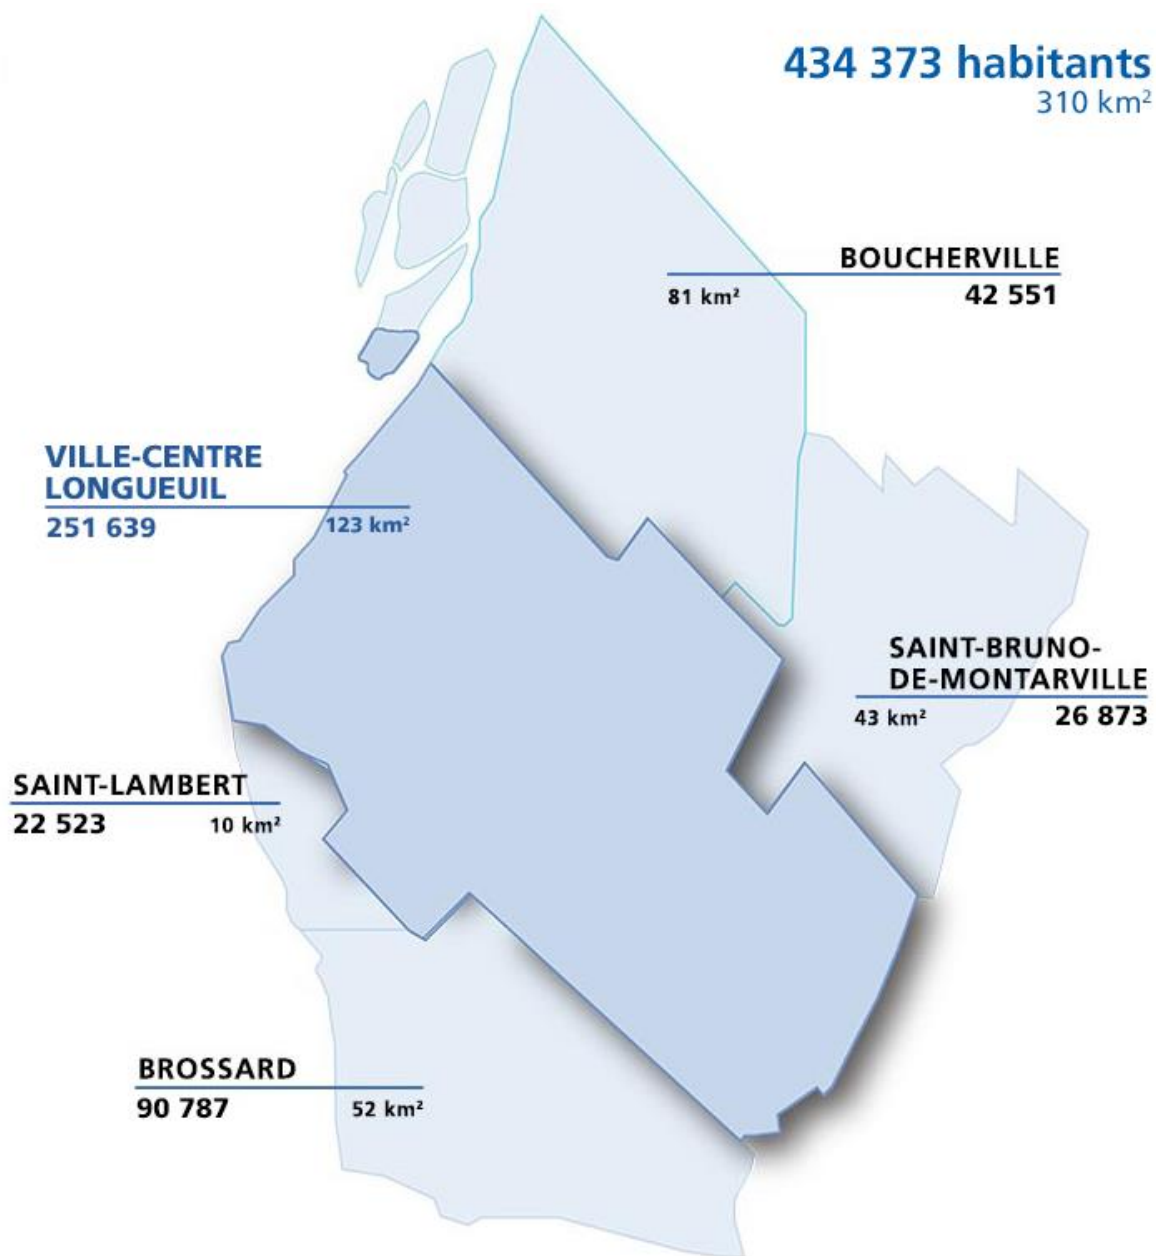 434 373 habitants
310 km²
BOUCHERVILLE
81 km² 42 551
VILLE-CENTRE
LONGUEUIL
251 639 123 km²
SAINT-BRUNO-
DE-MONTARVILLE
43 km² 26 873
SAINT-LAMBERT
22 523 10 km²
BROSSARD
90 787 52 km²